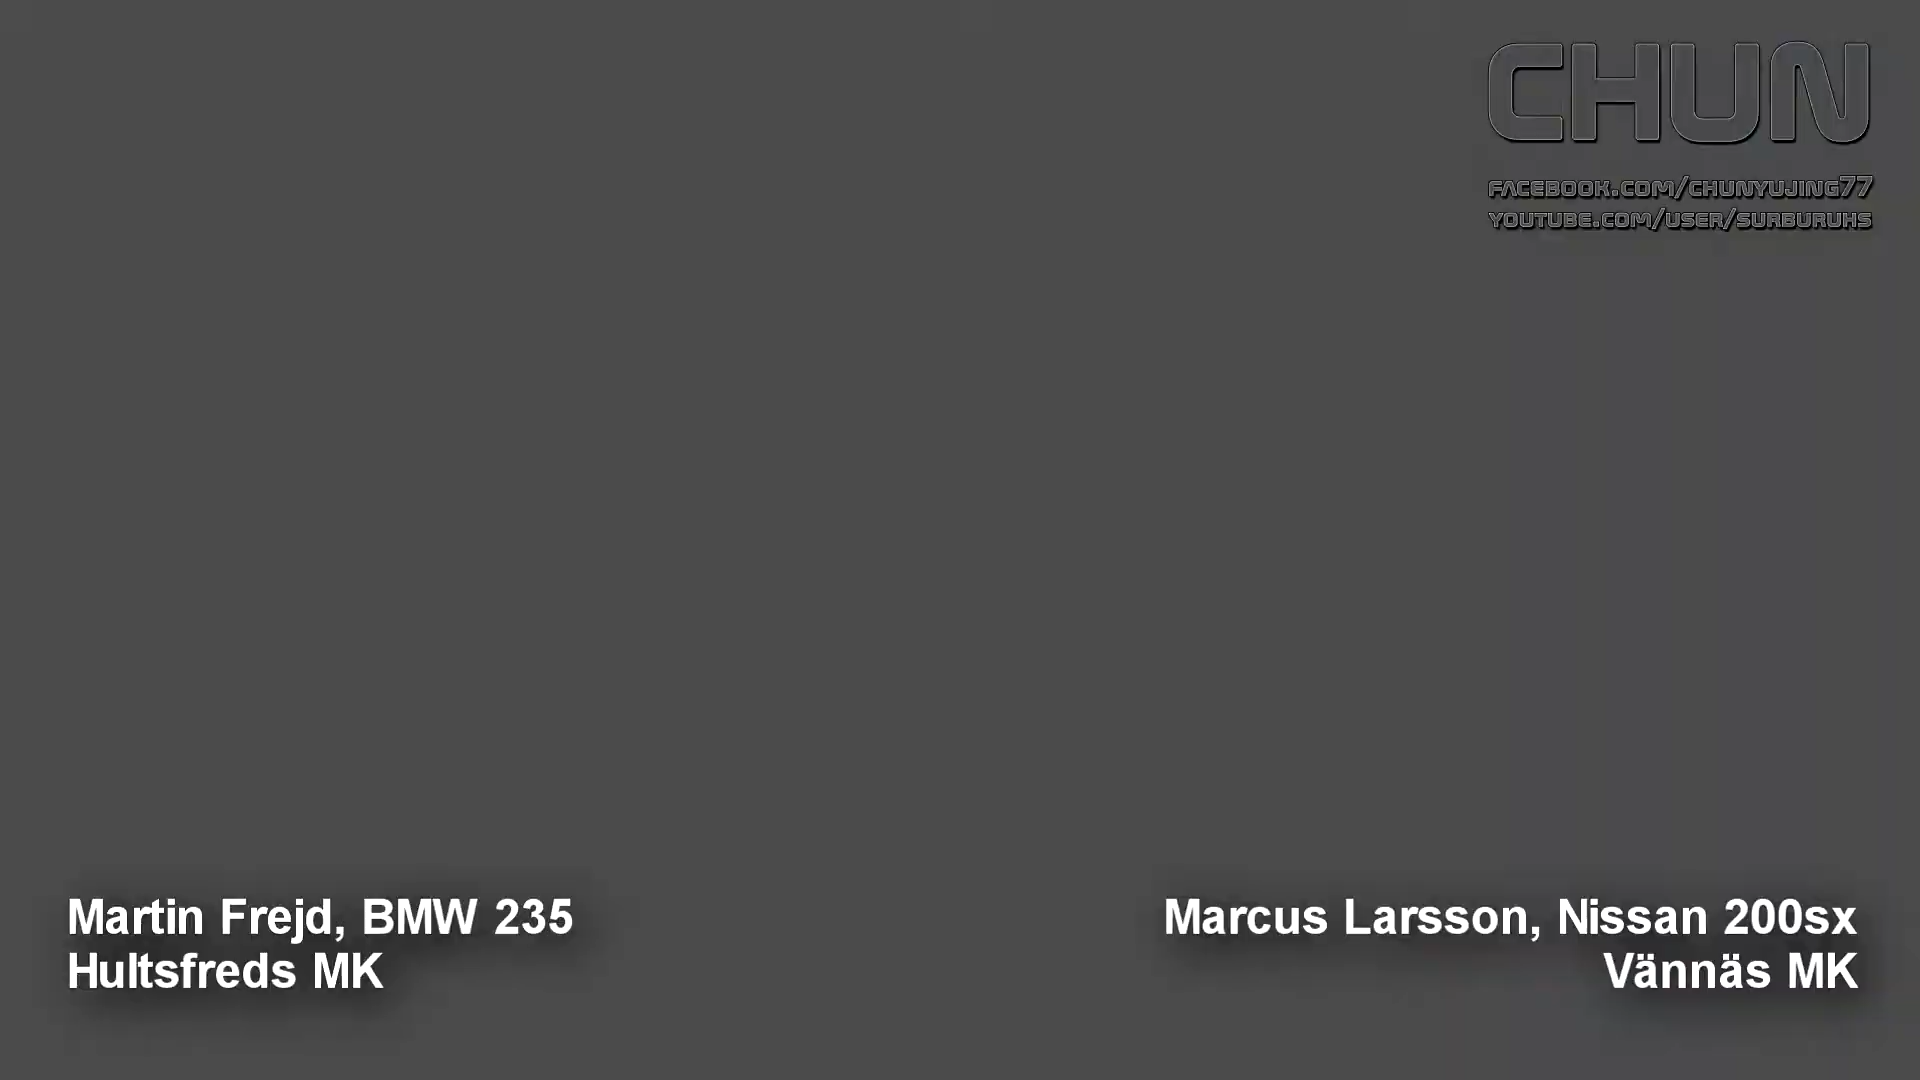 CHUN
FACEBOOK.COM/CHUNYUJING77
YOUTUBE.COM/USER/SURBURUHS
Martin Frejd, BMW 235
Hultsfreds MK
Marcus Larsson, Nissan 200sx
Vännäs MK